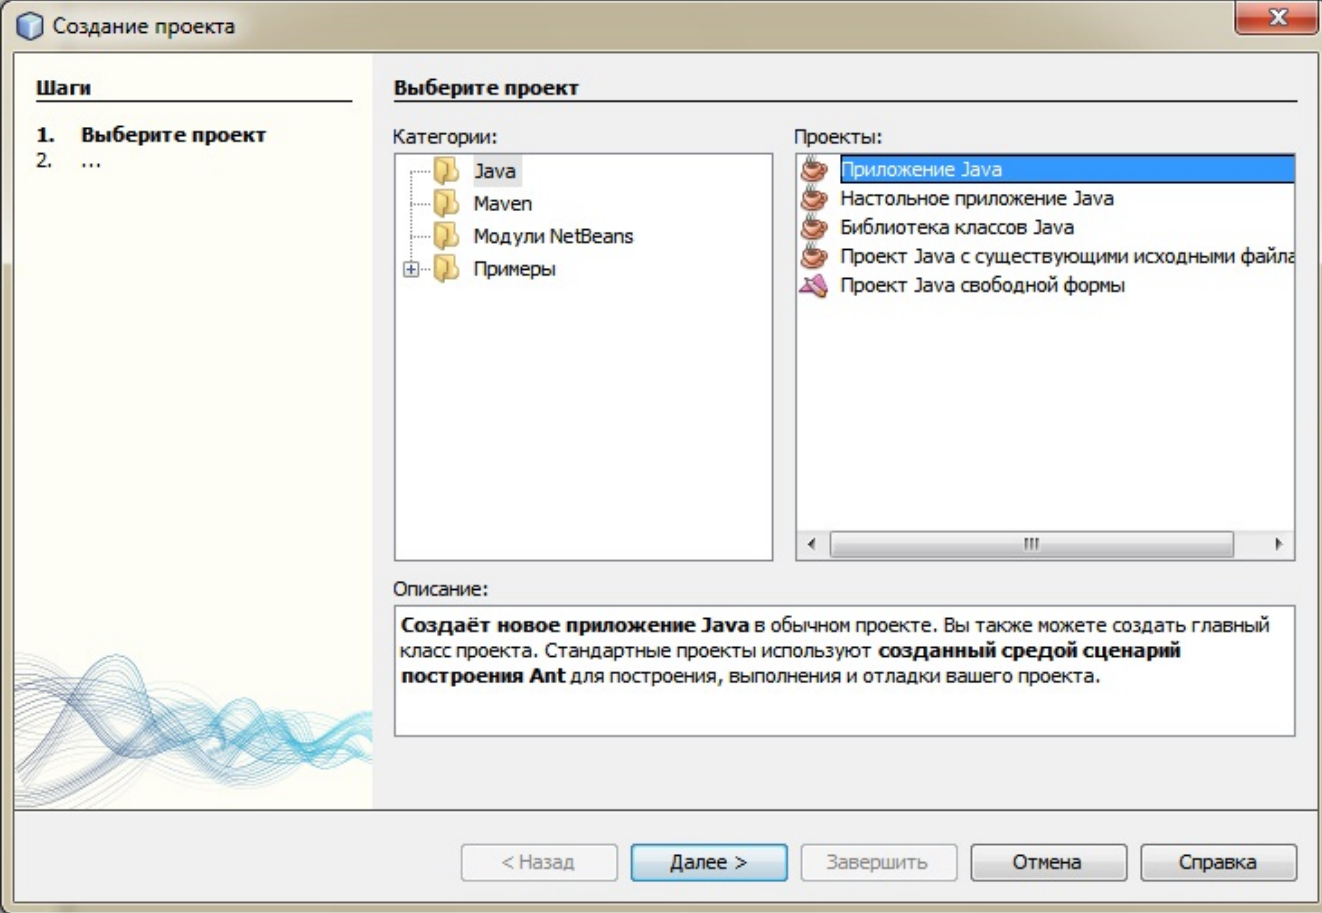 Создание проекта
Шаги
1. Выберите проект
2. ...
Выберите проект
Категории:
Java
Maven
Модули NetBeans
Примеры
Проекты:
Приложение Java
Настольное приложение Java
Библиотека классов Java
Проект Java с существующими исходными файла
Проект Java свободной формы
Описание:
Создаёт новое приложение Java в обычном проекте. Вы также можете создать главный
класс проекта. Стандартные проекты используют созданный средой сценарий
построения Ant для построения, выполнения и отладки вашего проекта.
< Назад
Далее >
Завершить
Отмена
Справка